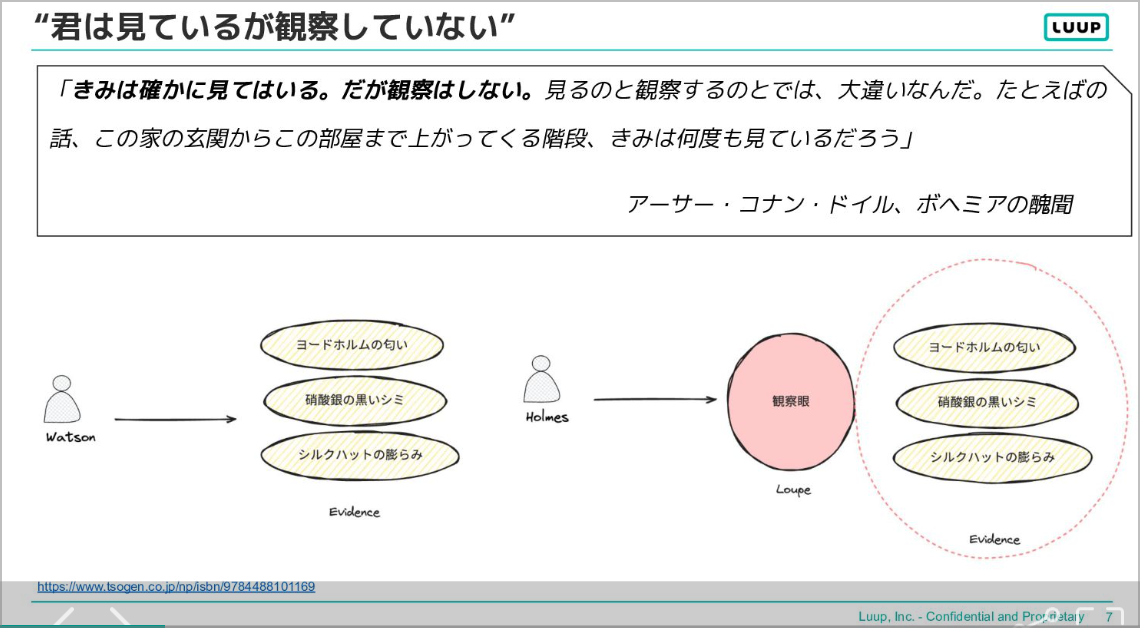 “君は見ているが観察していない”
LUUP
「きみは確かに見てはいる。だが観察はしない。見るのと観察するのとでは、大違いなんだ。たとえばの
話、この家の玄関からこの部屋まで上がってくる階段、きみは何度も見ているだろう」
アーサー・コナン・ドイル、ボヘミアの醜聞
Watson
ヨードホルムの匂い
硝酸銀の黒いシミ
シルクハットの膨らみ
Evidence
Holmes
観察眼
Loupe
ヨードホルムの匂い
硝酸銀の黒いシミ
シルクハットの膨らみ
Evidence
https://www.tsogen.co.jp/np/isbn/9784488101169
Luup, Inc. - Confidential and Proprietary 7